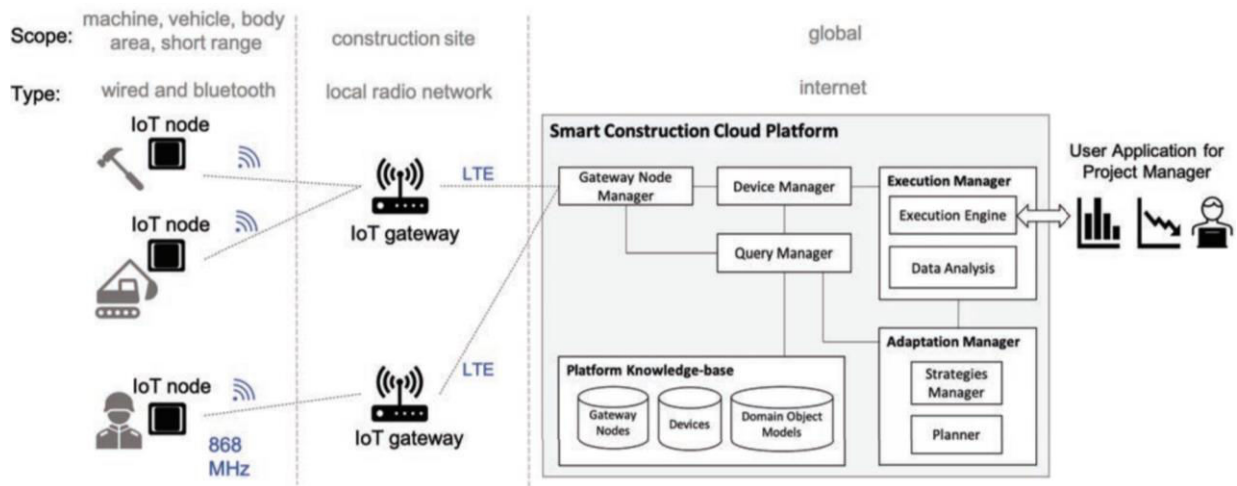 Scope:
machine, vehicle, body
area, short range
construction site
global
Type:
wired and bluetooth
local radio network
internet
IoT node
IoT node
IoT node
868
MHz
LTE
IoT gateway
LTE
IoT gateway
Smart Construction Cloud Platform
Gateway Node
Manager
Device Manager
Query Manager
Execution Manager
Execution Engine
Data Analysis
Adaptation Manager
Strategies
Manager
Planner
Platform Knowledge-base
Gateway
Nodes
Devices
Domain Object
Models
User Application for
Project Manager